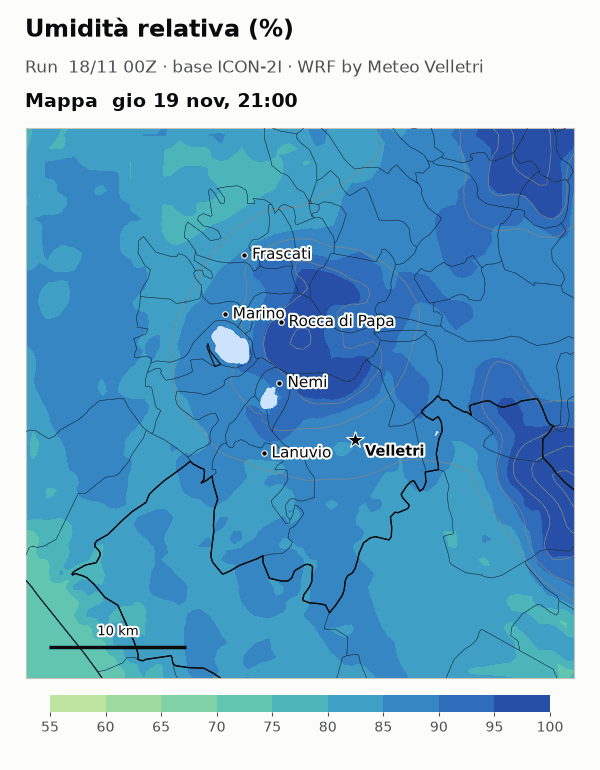 Umidità relativa (%)
Run  18/11 00Z · base ICON-2I · WRF by Meteo Velletri
Mappa  gio 19 nov, 21:00
Frascati
Marino
Rocca di Papa
Nemi
Velletri
Lanuvio
10 km
55 60 65 70 75 80 85 90 95 100